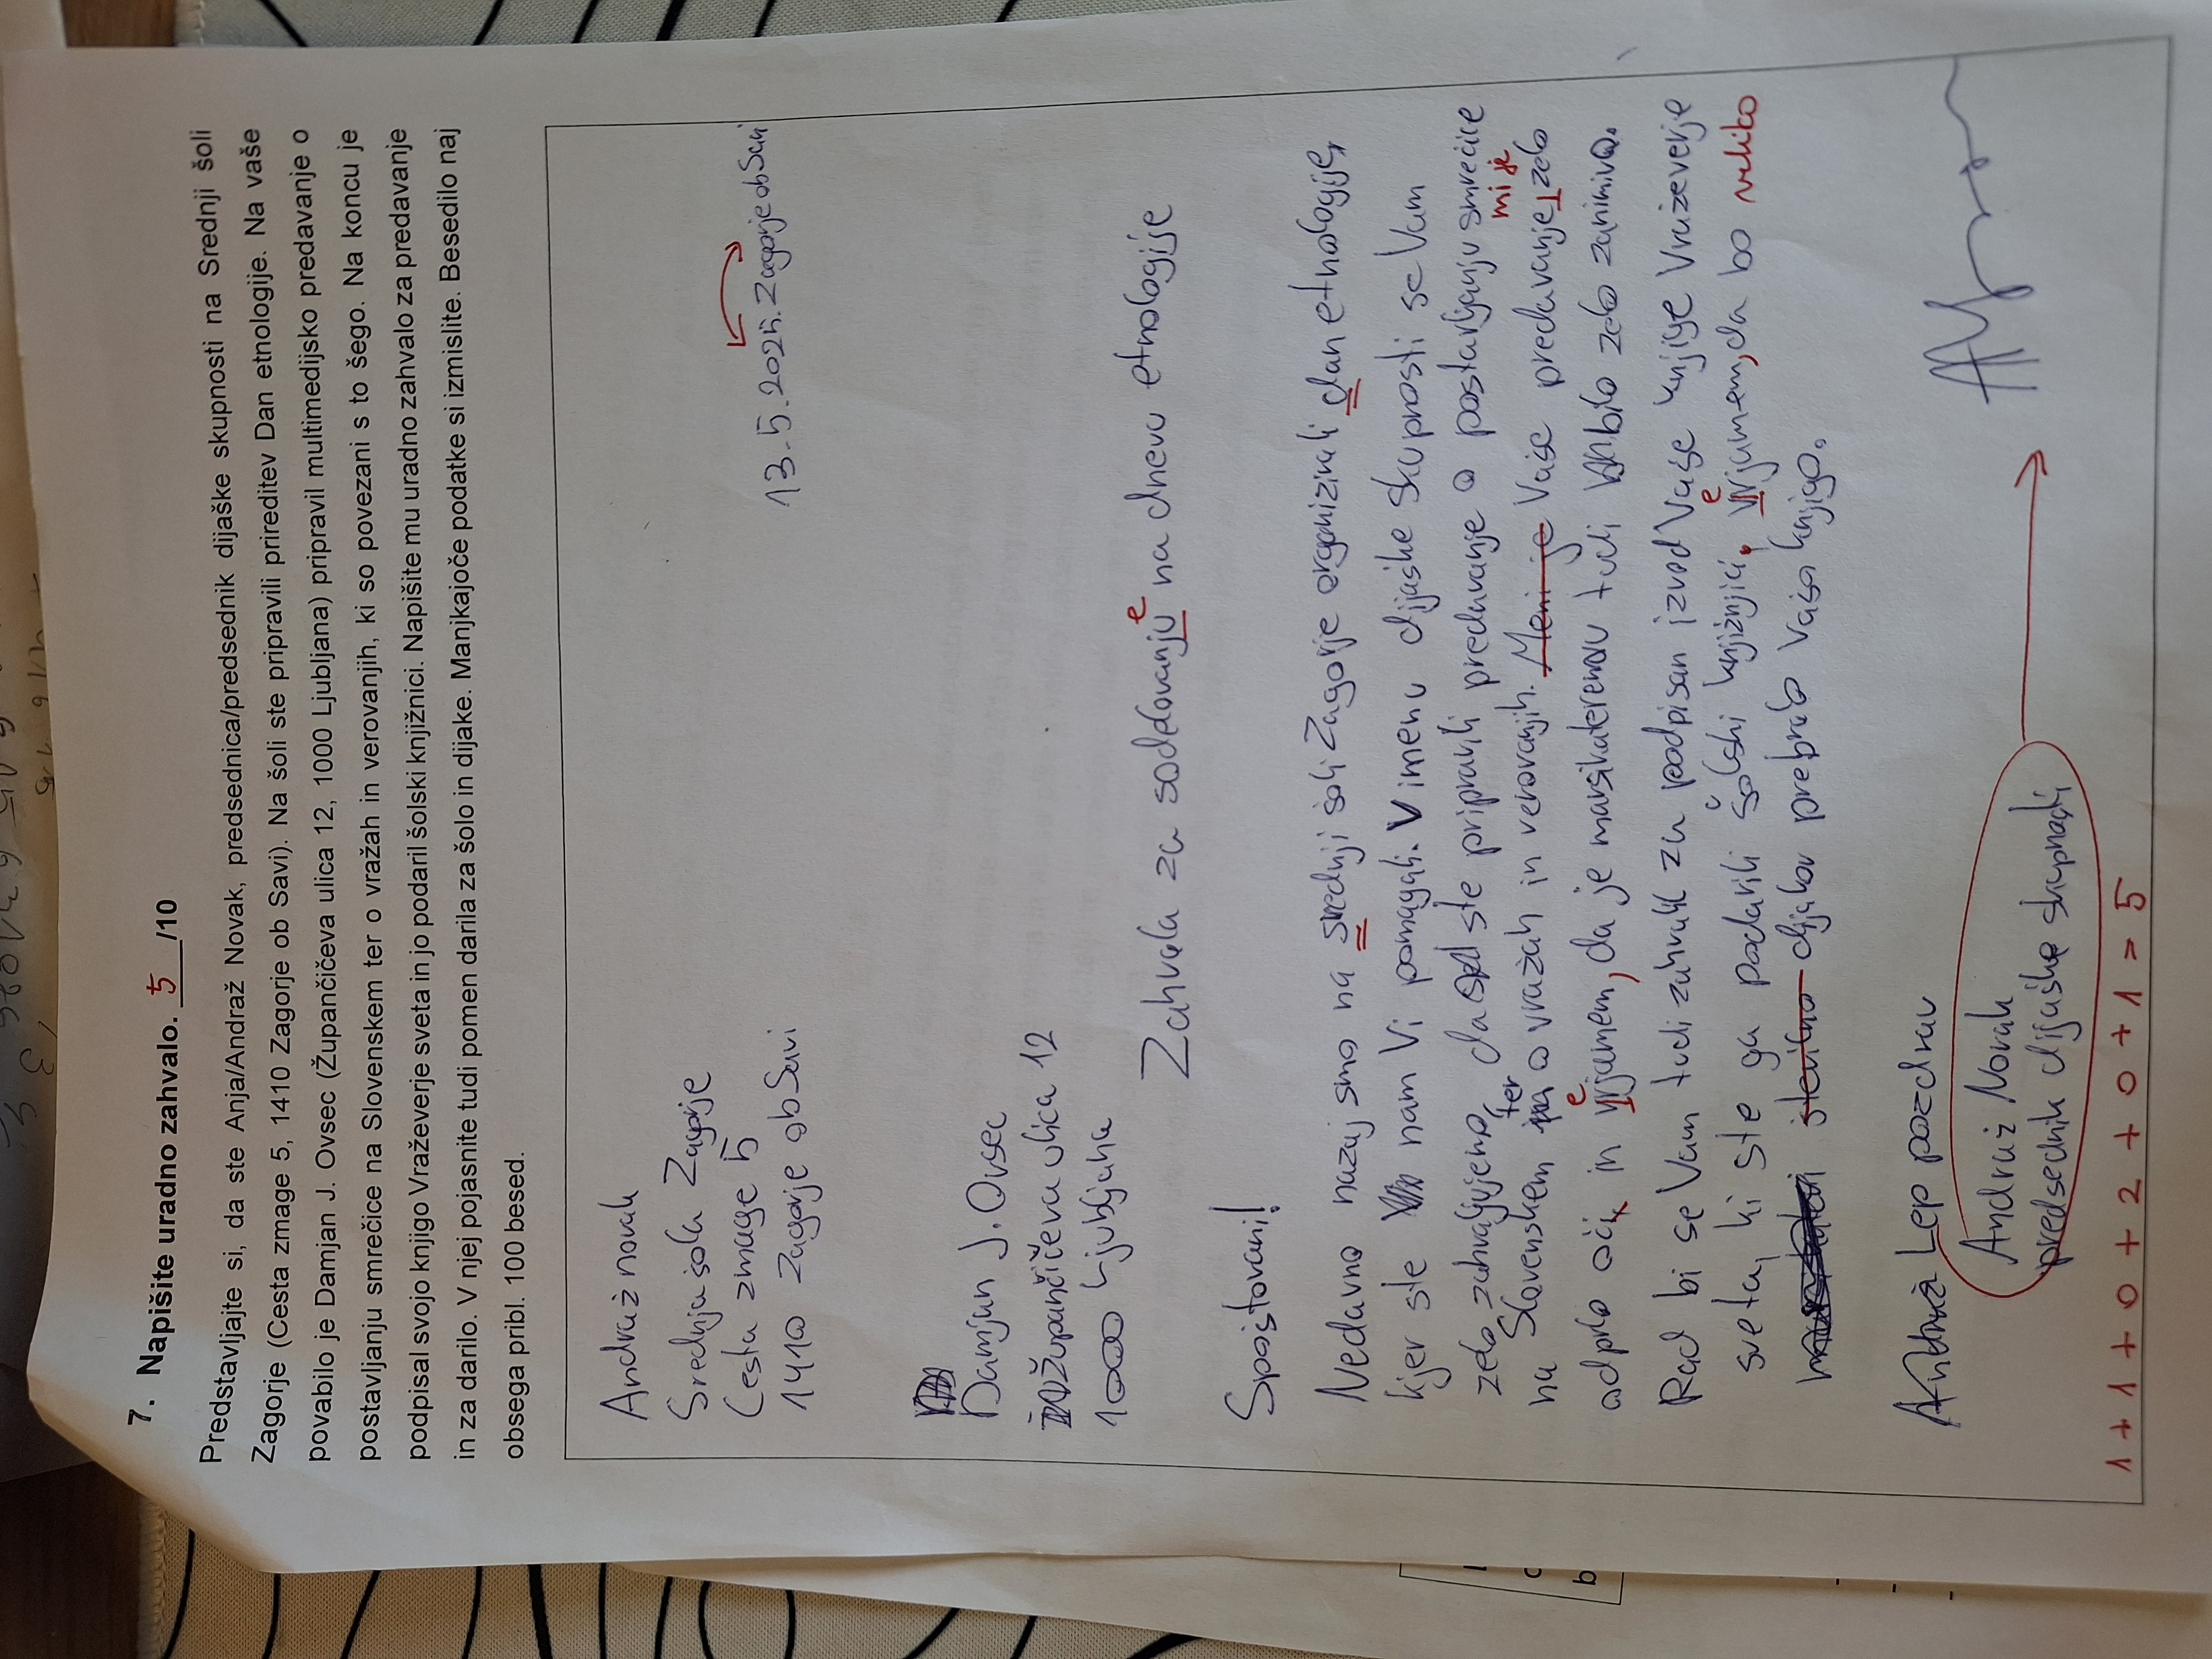 7. Napišite uradno zahvalo. 5/10
Predstavljajte si, da ste Anja/Andraž Novak, predsednica/predsednik dijaške skupnosti na Srednji šoli
Zagorje (Cesta zmage 5, 1410 Zagorje ob Savi). Na šoli ste pripravili prireditev Dan etnologije. Na vaše
povabilo je Damjan J. Ovsec (Župančičeva ulica 12, 1000 Ljubljana) pripravil multimedijsko predavanje o
postavljanju smrečice na Slovenskem ter o vražah in verovanjih, ki so povezani s to šego. Na koncu je
podpisal svojo knjigo Vraževerje sveta in jo podaril šolski knjižnici. Napišite mu uradno zahvalo za predavanje
in za darilo. V njej pojasnite tudi pomen darila za šolo in dijake. Manjkajoče podatke si izmislite. Besedilo naj
obsega pribl. 100 besed.
Andraž novak
Srednja šola Zagorje
Cesta zmage 5
1410 Zagorje ob Savi
13.5.2025. Zagorje ob Savi
Damjan J. Ovsec
Župančičeva ulica 12
1000 Ljubljana
e
Zahvala za sodelovanju na dnevu etnologije
Spoštovani!
Nedavno nazaj smo na srednji šoli Zagorje organizirali dan etnologije,
kjer ste nam Vi pomagali. V imenu dijaške skupnosti se Vam
zelo zahvaljujemo, da ste pripravili predavanje o postavljanju smrečice
mi je
ter
na Slovenskem o vražah in verovanjih. Meni je Vaše predavanje zelo
e
odprlo oči in vrjamem, da je marsikateremu tudi bilo zelo zanimivo.
Rad bi se Vam tudi zahvalil za podpisan izvod Vaše knjige Vraževerje
e
sveta, ki ste ga podarili šolski knjižnjici. vrjamem, da bo veliko
število dijakov prebralo Vašo knjigo.
Andraž Lep pozdrav
Andraž Novak
predsednik dijaške skupnosti
1 + 1 + 0 + 2 + 0 + 1 = 5